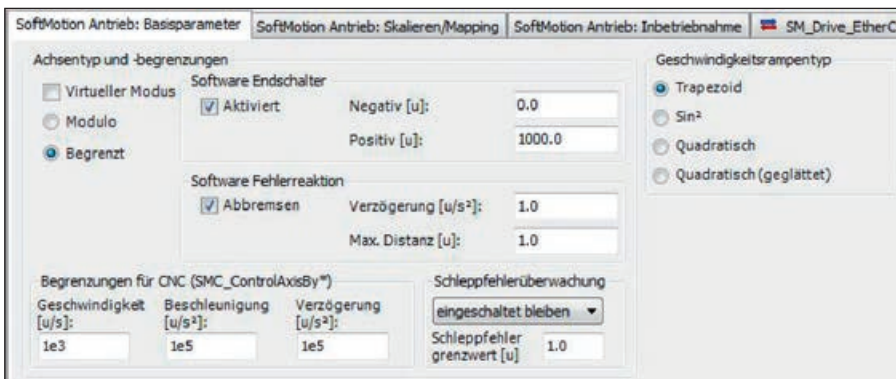 SoftMotion Antrieb: Basisparameter
SoftMotion Antrieb: Skalieren/Mapping
SoftMotion Antrieb: Inbetriebnahme
SM_Drive_EtherC
Achsentyp und -begrenzungen
Virtueller Modus
Modulo
Begrenzt
Software Endschalter
Aktiviert
Negativ [u]: 0.0
Positiv [u]: 1000.0
Software Fehlerreaktion
Abbremsen
Verzögerung [u/s²]: 1.0
Max. Distanz [u]: 1.0
Geschwindigkeitsrampentyp
Trapezoid
Sin²
Quadratisch
Quadratisch (geglättet)
Begrenzungen für CNC (SMC_ControlAxisBy*)
Geschwindigkeit
[u/s]:
1e3
Beschleunigung
[u/s²]:
1e5
Verzögerung
[u/s²]:
1e5
Schleppfehlerüberwachung
eingeschaltet bleiben
Schleppfehler
grenzwert [u]
1.0